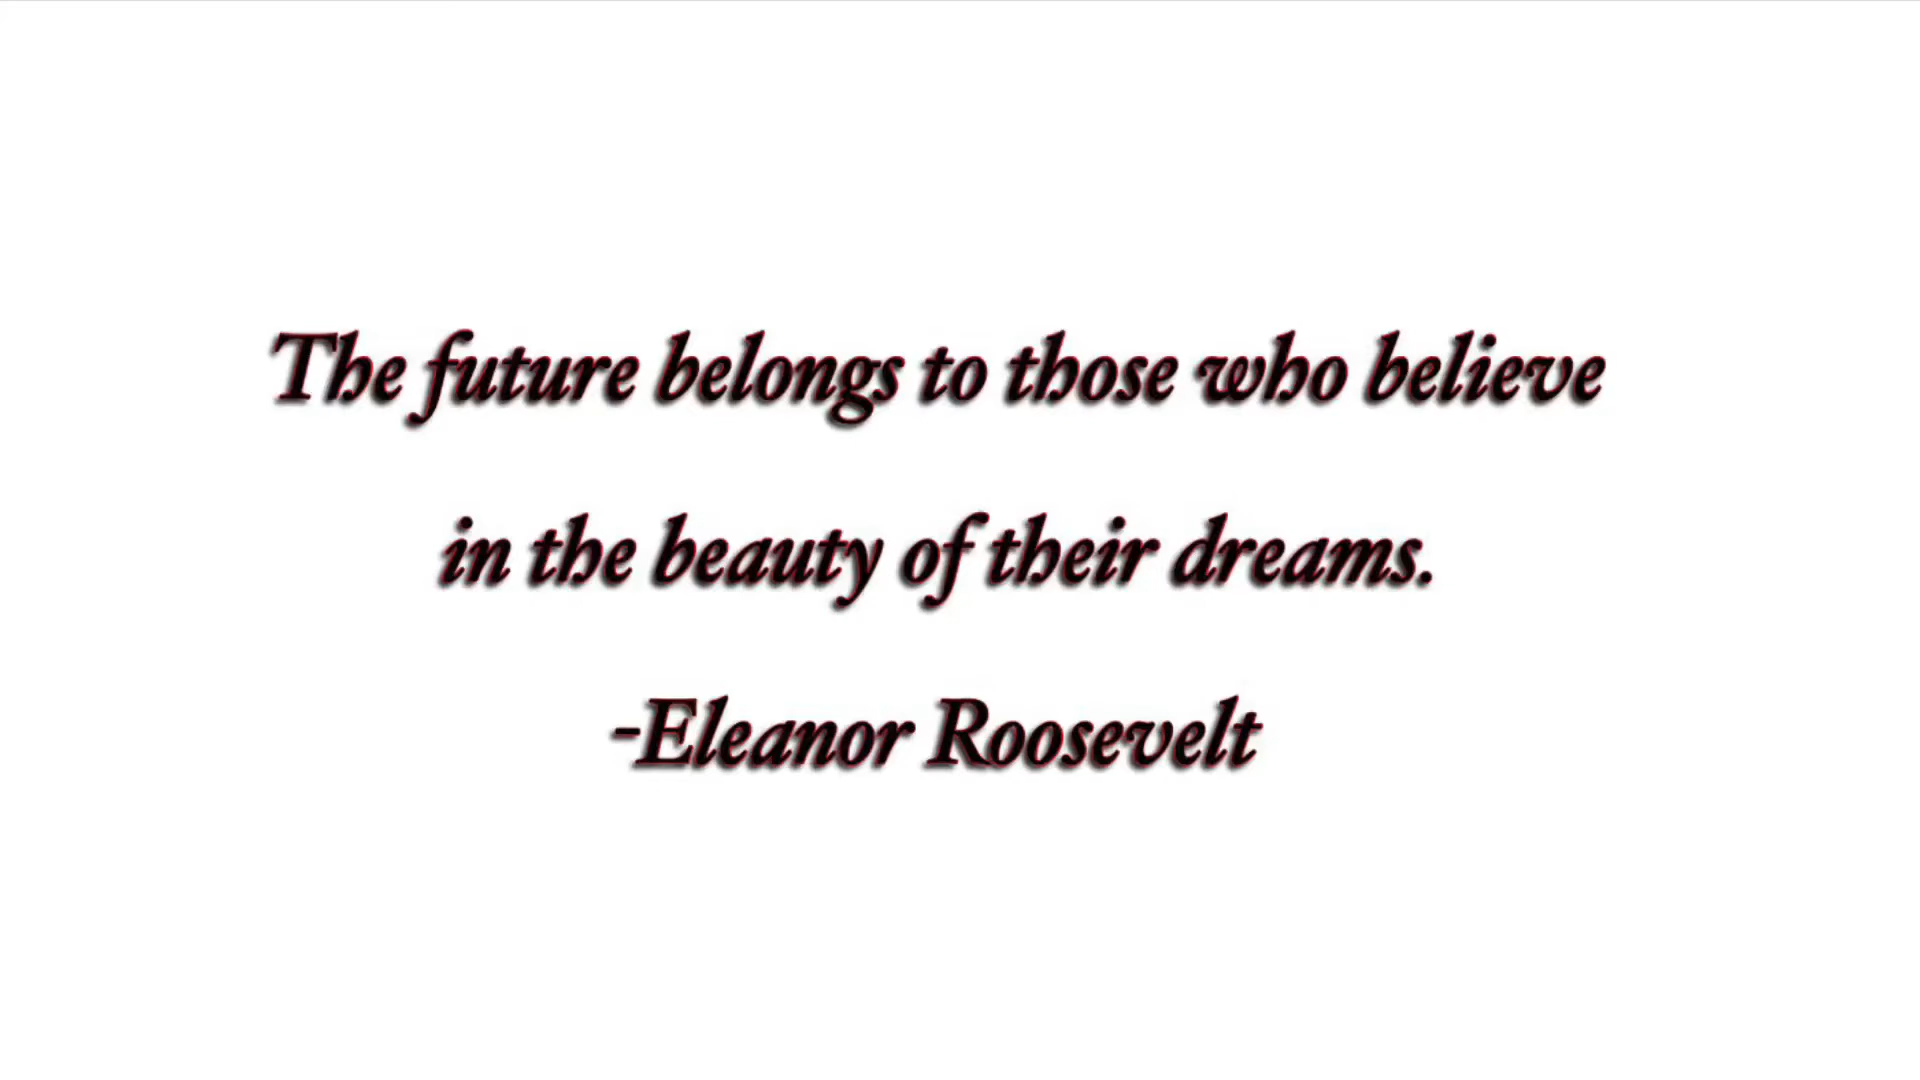 The future belongs to those who believe
in the beauty of their dreams.
-Eleanor Roosevelt